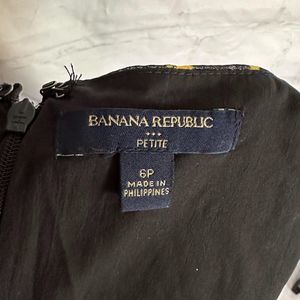 BANANA REPUBLIC
PETITE
6P
MADE IN
PHILIPPINES